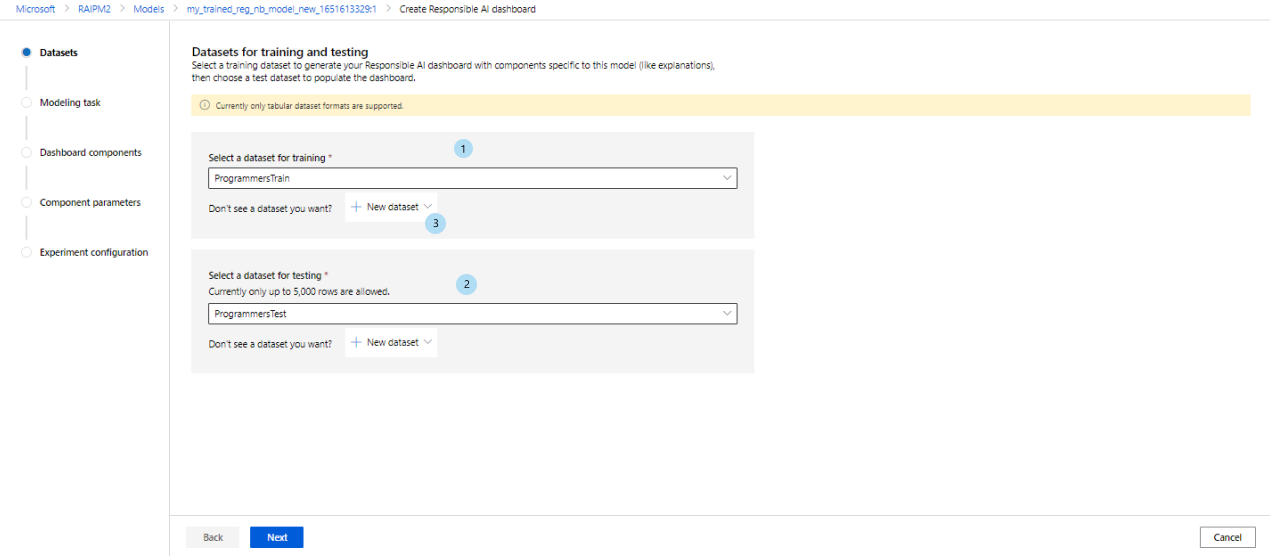 Microsoft > RAIPM2 > Models > my_trained_reg_nb_model_new_1651613329:1 > Create Responsible AI dashboard
Datasets
Modeling task
Dashboard components
Component parameters
Experiment configuration
Datasets for training and testing
Select a training dataset to generate your Responsible AI dashboard with components specific to this model (like explanations),
then choose a test dataset to populate the dashboard.
Currently only tabular dataset formats are supported.
1
Select a dataset for training *
ProgrammersTrain
Don't see a dataset you want? + New dataset
3
Select a dataset for testing *
2
Currently only up to 5,000 rows are allowed.
ProgrammersTest
Don't see a dataset you want? + New dataset
Back Next Cancel